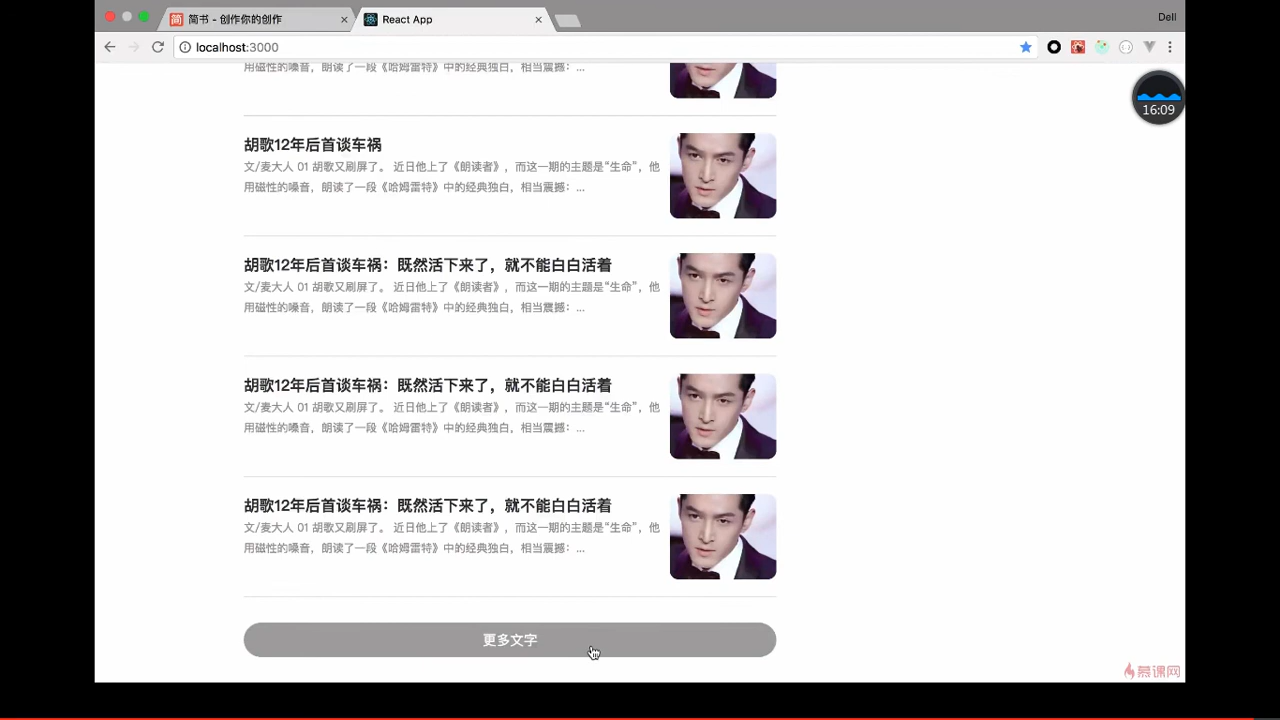 简书 - 创作你的创作
React App
Dell
localhost:3000
用磁性的嗓音，朗读了一段《哈姆雷特》中的经典独白，相当震撼：...
16:09
胡歌12年后首谈车祸
文/麦大人 01 胡歌又刷屏了。 近日他上了《朗读者》，而这一期的主题是“生命”，他
用磁性的嗓音，朗读了一段《哈姆雷特》中的经典独白，相当震撼：...
胡歌12年后首谈车祸：既然活下来了，就不能白白活着
文/麦大人 01 胡歌又刷屏了。 近日他上了《朗读者》，而这一期的主题是“生命”，他
用磁性的嗓音，朗读了一段《哈姆雷特》中的经典独白，相当震撼：...
胡歌12年后首谈车祸：既然活下来了，就不能白白活着
文/麦大人 01 胡歌又刷屏了。 近日他上了《朗读者》，而这一期的主题是“生命”，他
用磁性的嗓音，朗读了一段《哈姆雷特》中的经典独白，相当震撼：...
胡歌12年后首谈车祸：既然活下来了，就不能白白活着
文/麦大人 01 胡歌又刷屏了。 近日他上了《朗读者》，而这一期的主题是“生命”，他
用磁性的嗓音，朗读了一段《哈姆雷特》中的经典独白，相当震撼：...
更多文字
慕课网